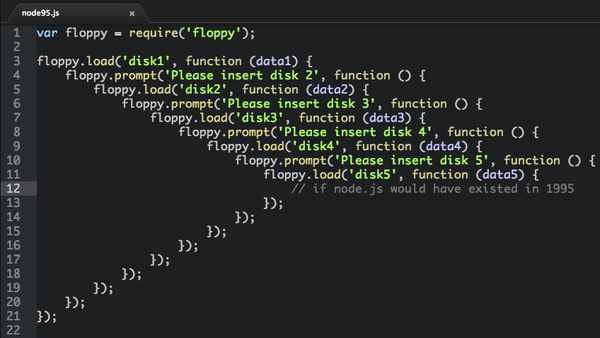 node95.js ×
1 var floppy = require('floppy');
2
3 floppy.load('disk1', function (data1) {
4     floppy.prompt('Please insert disk 2', function () {
5         floppy.load('disk2', function (data2) {
6             floppy.prompt('Please insert disk 3', function () {
7                 floppy.load('disk3', function (data3) {
8                     floppy.prompt('Please insert disk 4', function () {
9                         floppy.load('disk4', function (data4) {
10                             floppy.prompt('Please insert disk 5', function () {
11                                 floppy.load('disk5', function (data5) {
12                                     // if node.js would have existed in 1995
13                                 });
14                             });
15                         });
16                     });
17                 });
18             });
19         });
20     });
21 });
22